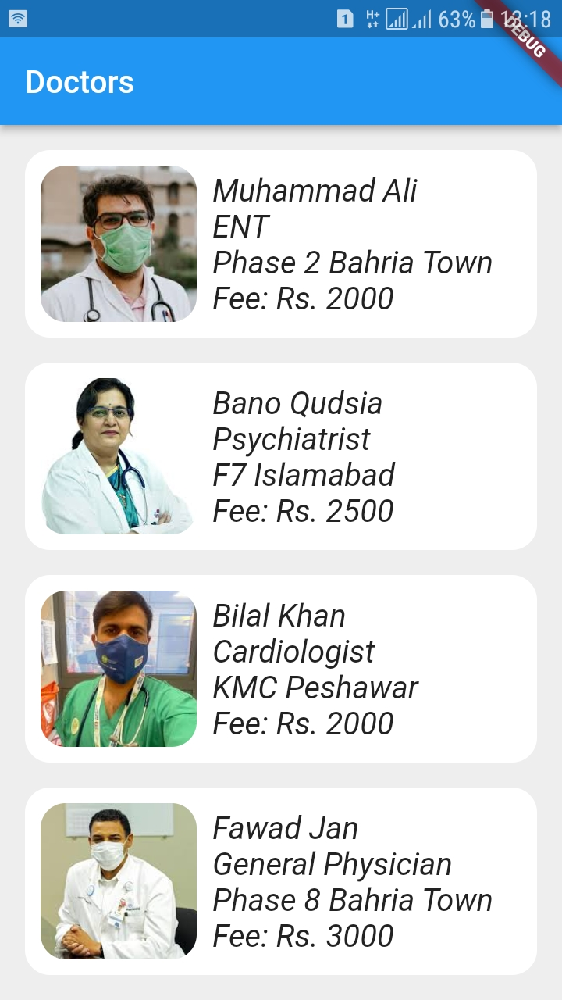 1 H+ 63% 13:18
DEBUG
Doctors
Muhammad Ali
ENT
Phase 2 Bahria Town
Fee: Rs. 2000
Bano Qudsia
Psychiatrist
F7 Islamabad
Fee: Rs. 2500
Bilal Khan
Cardiologist
KMC Peshawar
Fee: Rs. 2000
Fawad Jan
General Physician
Phase 8 Bahria Town
Fee: Rs. 3000